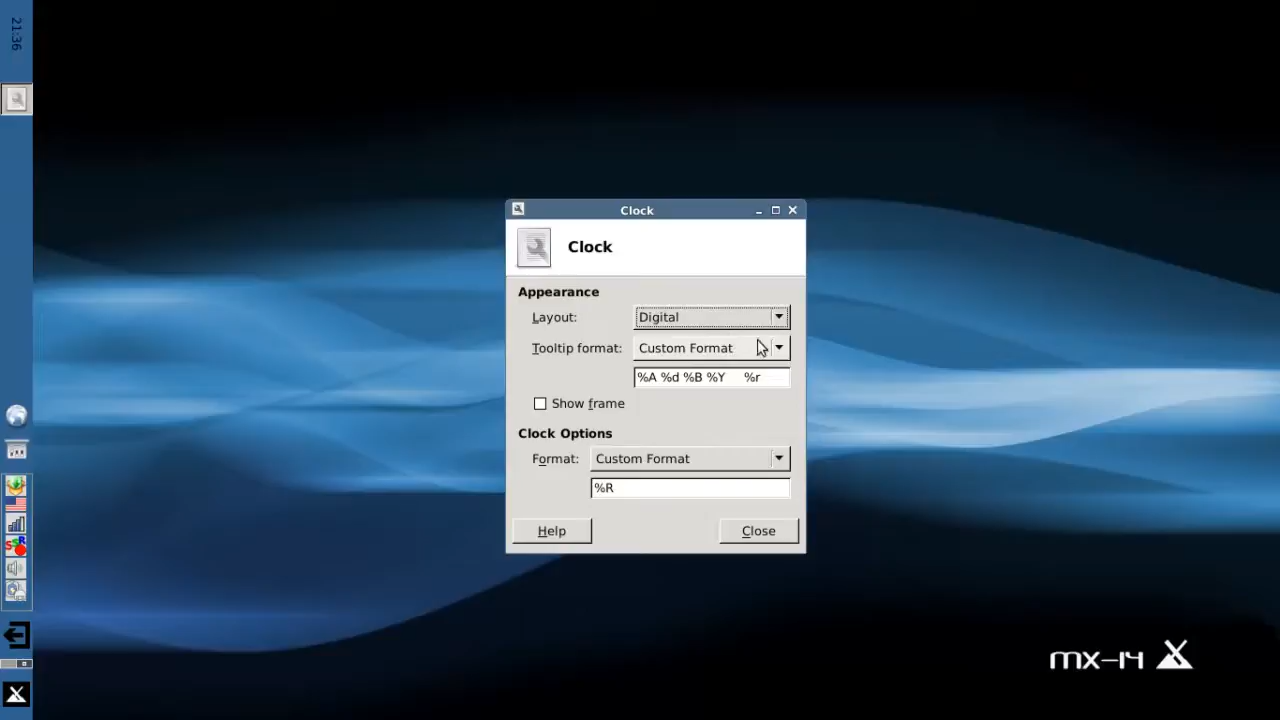 21:36
Clock
Clock
Appearance
Layout: Digital
Tooltip format: Custom Format
%A %d %B %Y %r
Show frame
Clock Options
Format: Custom Format
%R
Help Close
SSR
mx-14